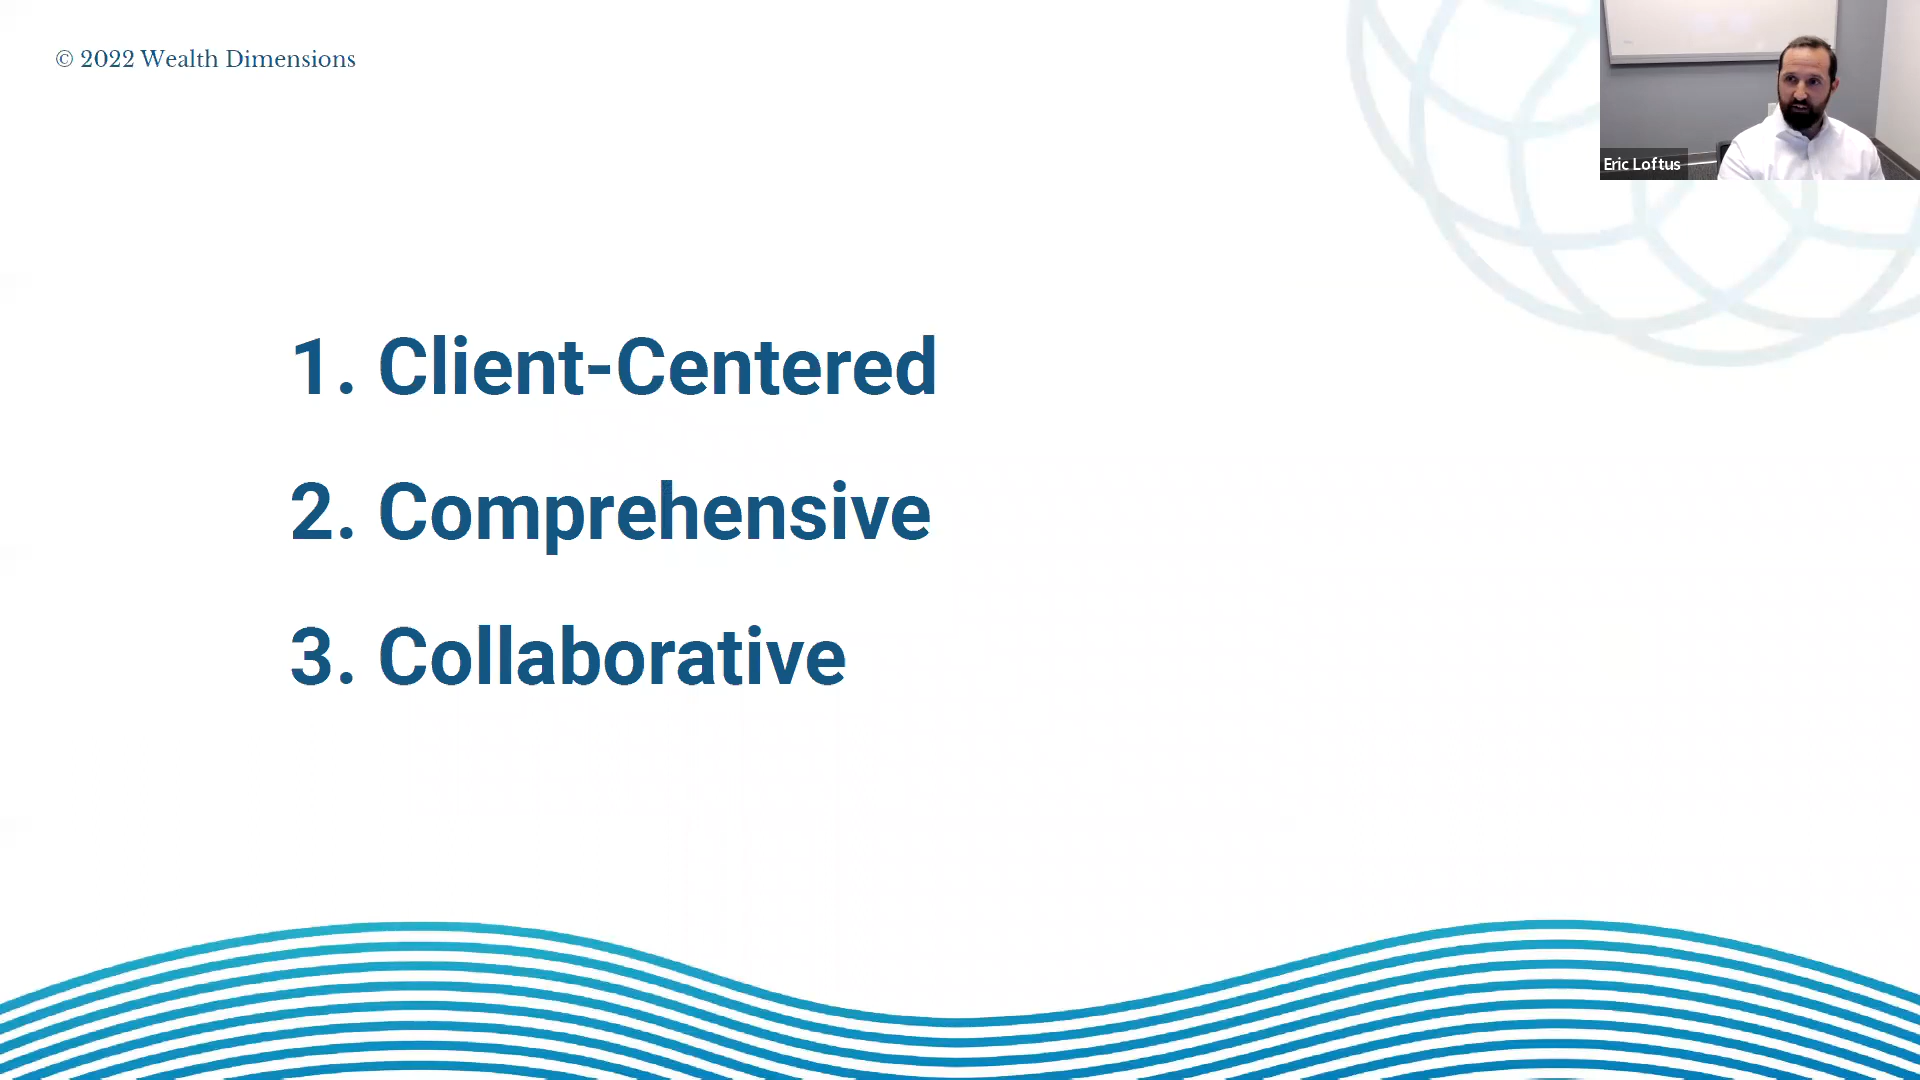 © 2022 Wealth Dimensions
Eric Loftus
1. Client-Centered
2. Comprehensive
3. Collaborative